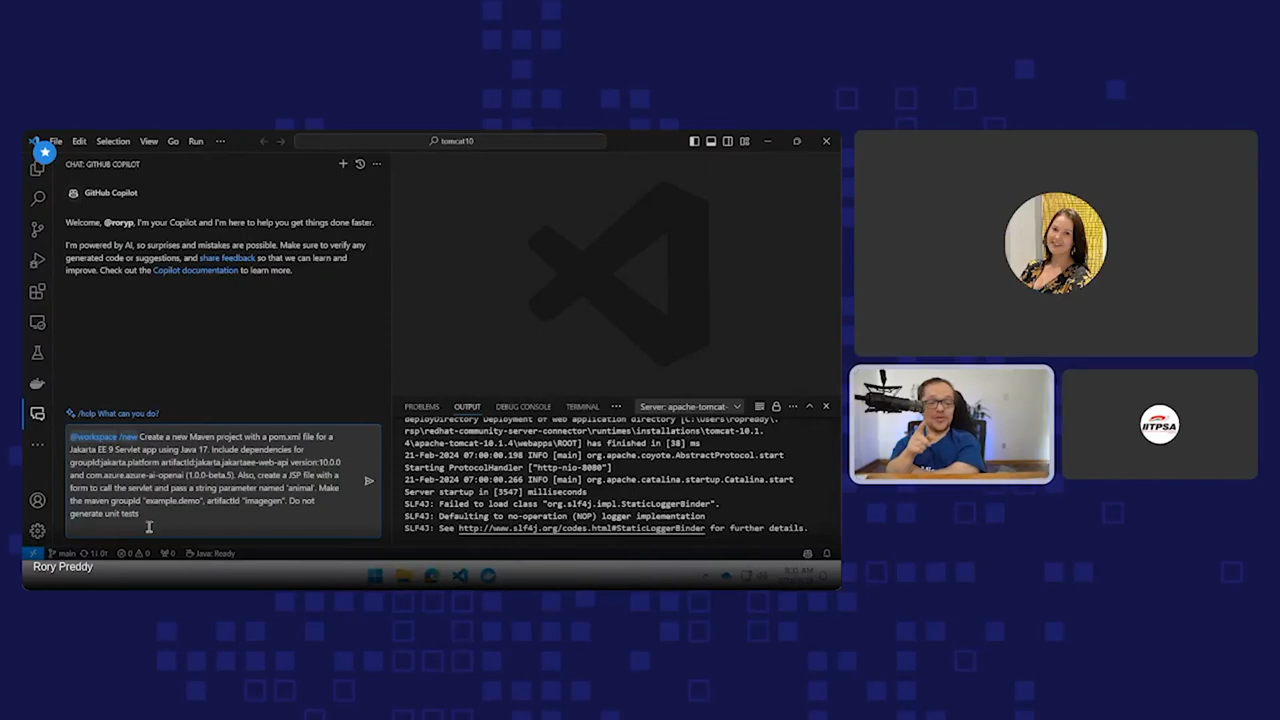 File Edit Selection View Go Run ...
tomcat10
CHAT: GITHUB COPILOT
GitHub Copilot
Welcome, @roryp, I'm your Copilot and I'm here to help you get things done faster.
I'm powered by AI, so surprises and mistakes are possible. Make sure to verify any
generated code or suggestions, and share feedback so that we can learn and
improve. Check out the Copilot documentation to learn more.
/help What can you do?
@workspace /new Create a new Maven project with a pom.xml file for a
Jakarta EE 9 Servlet app using Java 17. Include dependencies for
groupId:jakarta.platform artifactId:jakarta.jakartaee-web-api version:10.0.0
and com.azure.azure-ai-openai (1.0.0-beta.5). Also, create a JSP file with a
form to call the servlet and pass a string parameter named 'animal'. Make
the maven groupId "example.demo", artifactId "imagegen". Do not
generate unit tests
PROBLEMS OUTPUT DEBUG CONSOLE TERMINAL ... Server: apache-tomcat-
deployDirectory Deployment of web application directory [C:\Users\ropreddy\.
rsp\redhat-community-server-connector\runtimes\installations\tomcat-10.1.
4\apache-tomcat-10.1.4\webapps\ROOT] has finished in [38] ms
21-Feb-2024 07:00:00.198 INFO [main] org.apache.coyote.AbstractProtocol.start
Starting ProtocolHandler ["http-nio-8080"]
21-Feb-2024 07:00:00.266 INFO [main] org.apache.catalina.startup.Catalina.start
Server startup in [3547] milliseconds
SLF4J: Failed to load class "org.slf4j.impl.StaticLoggerBinder".
SLF4J: Defaulting to no-operation (NOP) logger implementation
SLF4J: See http://www.slf4j.org/codes.html#StaticLoggerBinder for further details.
main 0 0 0 Java: Ready
Rory Preddy
IITPSA